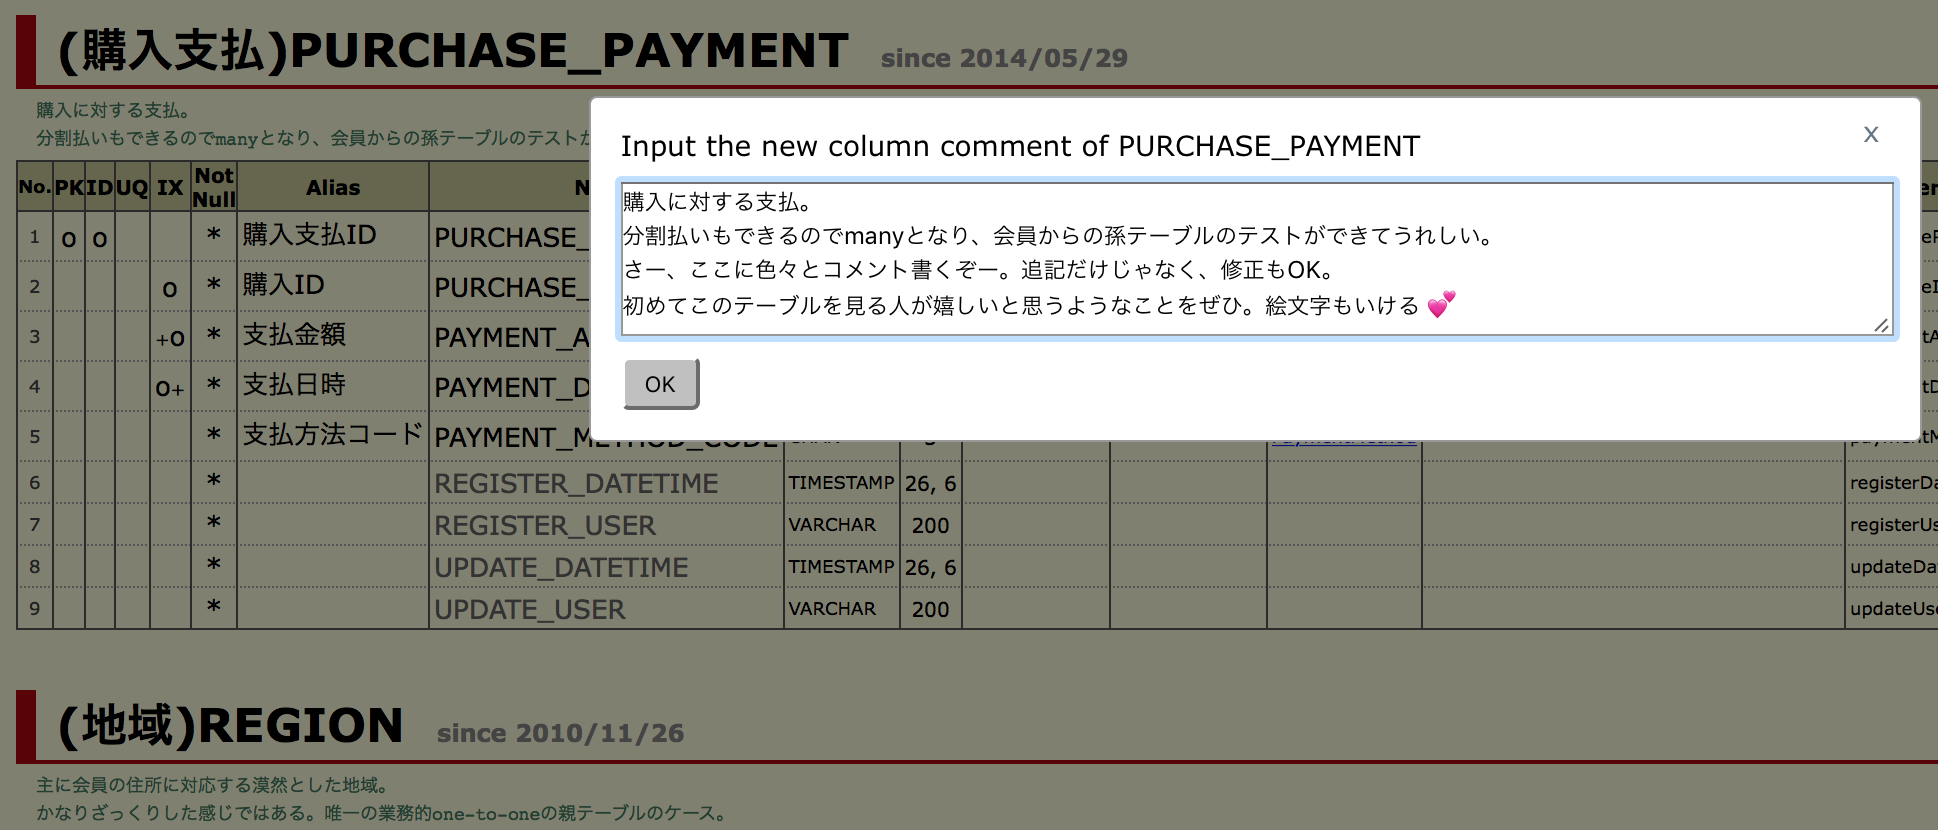 (購入支払)PURCHASE_PAYMENT since 2014/05/29
購入に対する支払。
分割払いもできるのでmanyとなり、会員からの孫テーブルのテストが
Input the new column comment of PURCHASE_PAYMENT x
購入に対する支払。
分割払いもできるのでmanyとなり、会員からの孫テーブルのテストができてうれしい。
さー、ここに色々とコメント書くぞー。追記だけじゃなく、修正もOK。
初めてこのテーブルを見る人が嬉しいと思うようなことをぜひ。絵文字もいける 💕
OK
No. PK ID UQ IX Not Null Alias N
1 o o * 購入支払ID PURCHASE_
2 o * 購入ID PURCHASE_
3 +o * 支払金額 PAYMENT_A
4 o+ * 支払日時 PAYMENT_D
5 * 支払方法コード PAYMENT_METHOD_CODE
6 * REGISTER_DATETIME TIMESTAMP 26, 6 registerDa
7 * REGISTER_USER VARCHAR 200 registerUs
8 * UPDATE_DATETIME TIMESTAMP 26, 6 updateDa
9 * UPDATE_USER VARCHAR 200 updateUse
(地域)REGION since 2010/11/26
主に会員の住所に対応する漠然とした地域。
かなりざっくりした感じではある。唯一の業務的one-to-oneの親テーブルのケース。